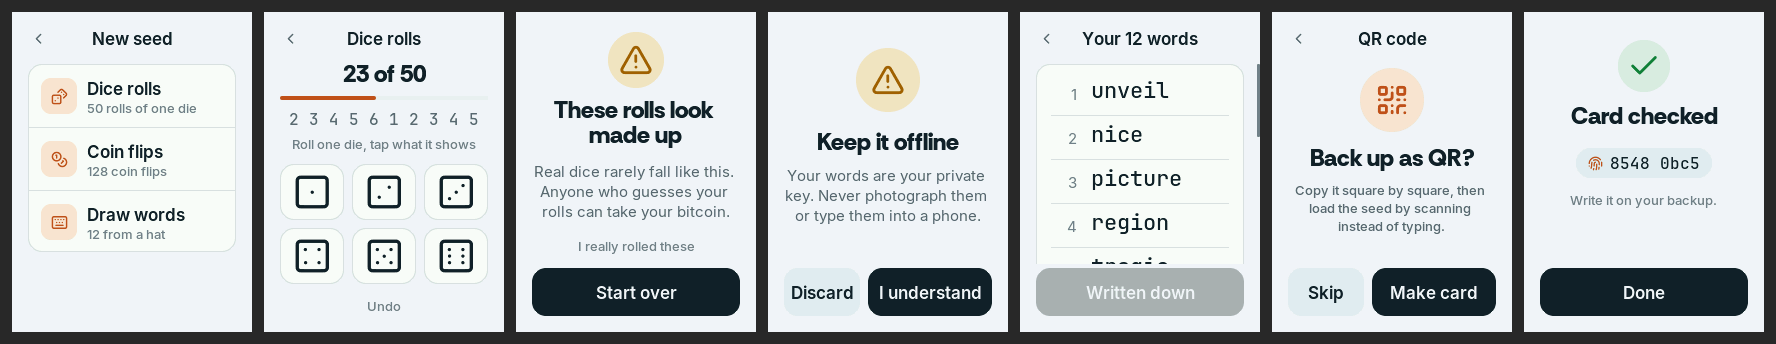 New seed
Dice rolls
50 rolls of one die
Coin flips
128 coin flips
Draw words
12 from a hat
Dice rolls
23 of 50
2 3 4 5 6 1 2 3 4 5
Roll one die, tap what it shows
Undo
These rolls look
made up
Real dice rarely fall like this.
Anyone who guesses your
rolls can take your bitcoin.
I really rolled these
Start over
Keep it offline
Your words are your private
key. Never photograph them
or type them into a phone.
Discard
I understand
Your 12 words
1 unveil
2 nice
3 picture
4 region
Written down
QR code
Back up as QR?
Copy it square by square, then
load the seed by scanning
instead of typing.
Skip
Make card
Card checked
8548 0bc5
Write it on your backup.
Done